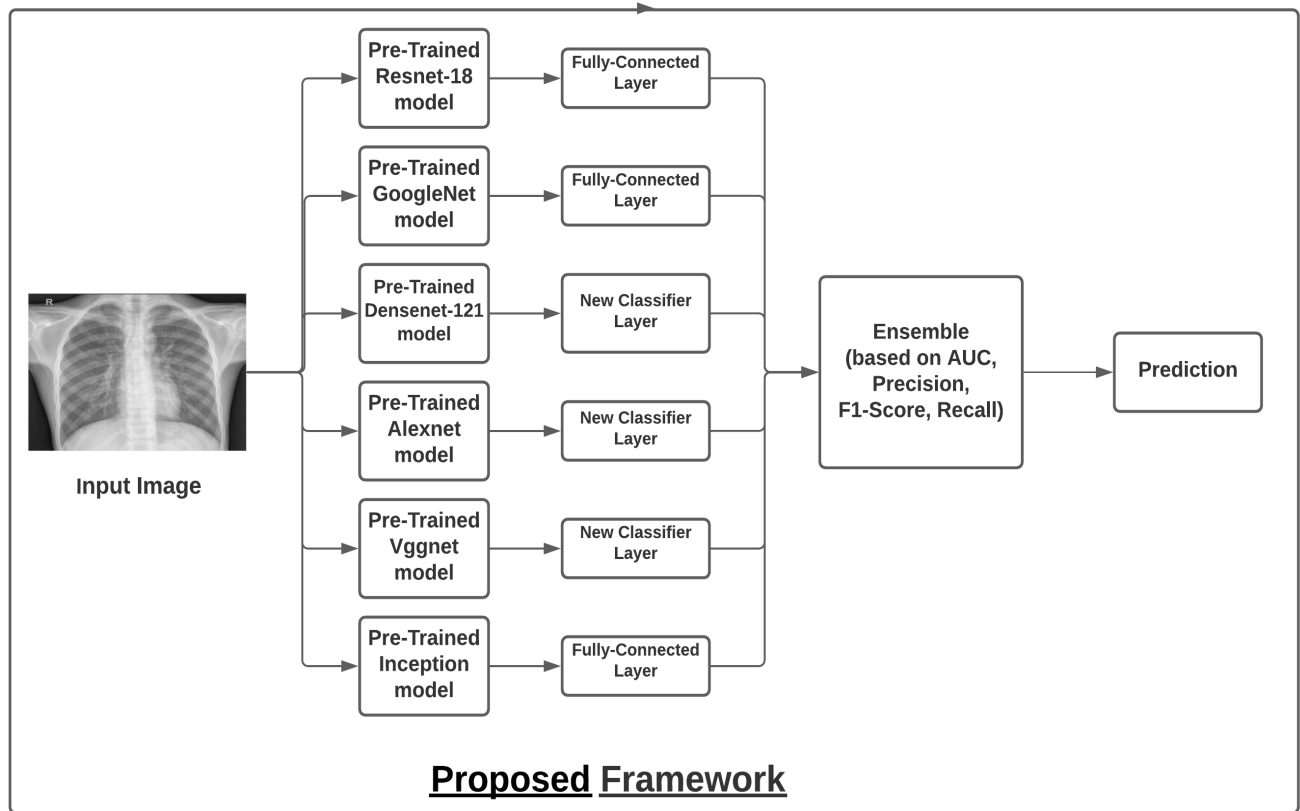 Pre-Trained
Resnet-18
model
Fully-Connected
Layer
Pre-Trained
GoogleNet
model
Fully-Connected
Layer
Pre-Trained
Densenet-121
model
New Classifier
Layer
R
Input Image
Pre-Trained
Alexnet
model
New Classifier
Layer
Pre-Trained
Vggnet
model
New Classifier
Layer
Pre-Trained
Inception
model
Fully-Connected
Layer
Ensemble
(based on AUC,
Precision,
F1-Score, Recall)
Prediction
Proposed Framework